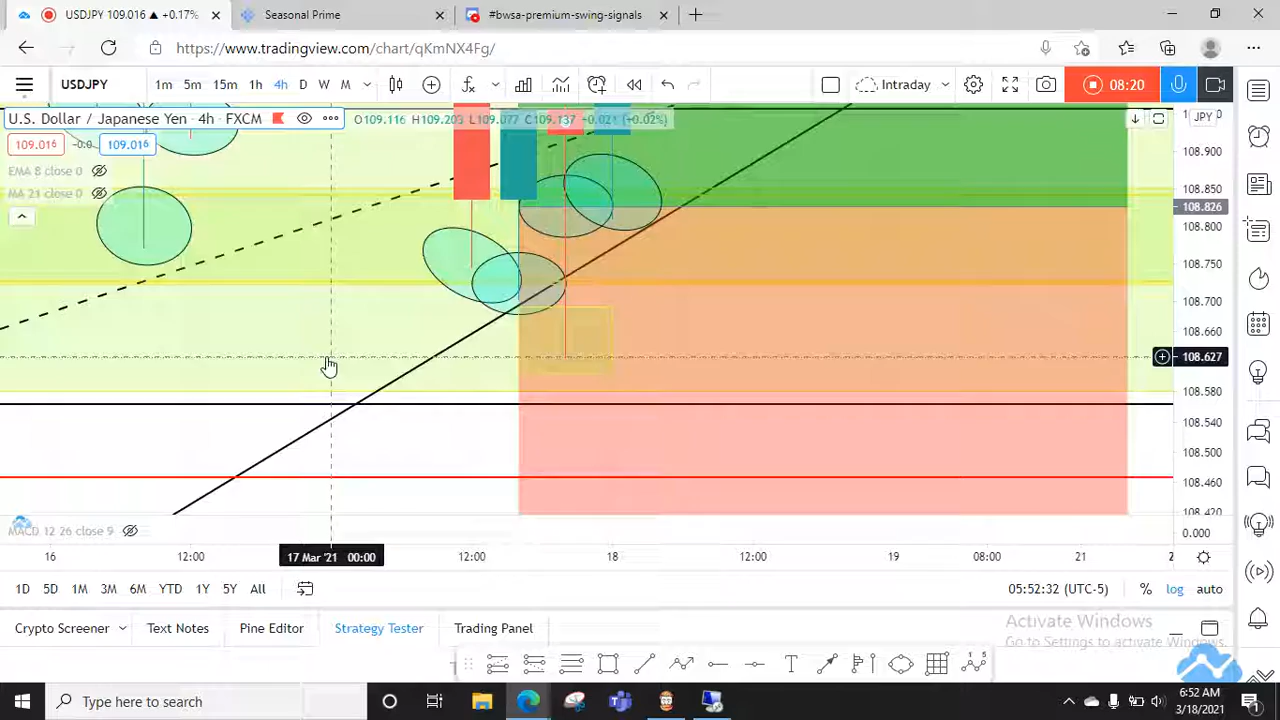 USDJPY 109.016 ▲ +0.17%
Seasonal Prime
#bwsa-premium-swing-signals
https://www.tradingview.com/chart/qKmNX4Fg/
USDJPY 1m 5m 15m 1h 4h D W M
Intraday
08:20
U.S. Dollar / Japanese Yen · 4h · FXCM
O109.116 H109.203 L109.077 C109.137 +0.021 (+0.02%)
JPY
109.016 -0.0 109.016
EMA 8 close 0
MA 21 close 0
108.900
108.850
108.826
108.800
108.750
108.700
108.660
108.627
108.580
108.540
108.500
108.460
108.420
MACD 12 26 close 9
0.000
16 12:00 17 Mar '21 00:00 12:00 18 12:00 19 08:00 21 2
1D 5D 1M 3M 6M YTD 1Y 5Y All
05:52:32 (UTC-5) % log auto
Crypto Screener Text Notes Pine Editor Strategy Tester Trading Panel
Activate Windows
Go to Settings to activate Windows.
Type here to search
6:52 AM
3/18/2021